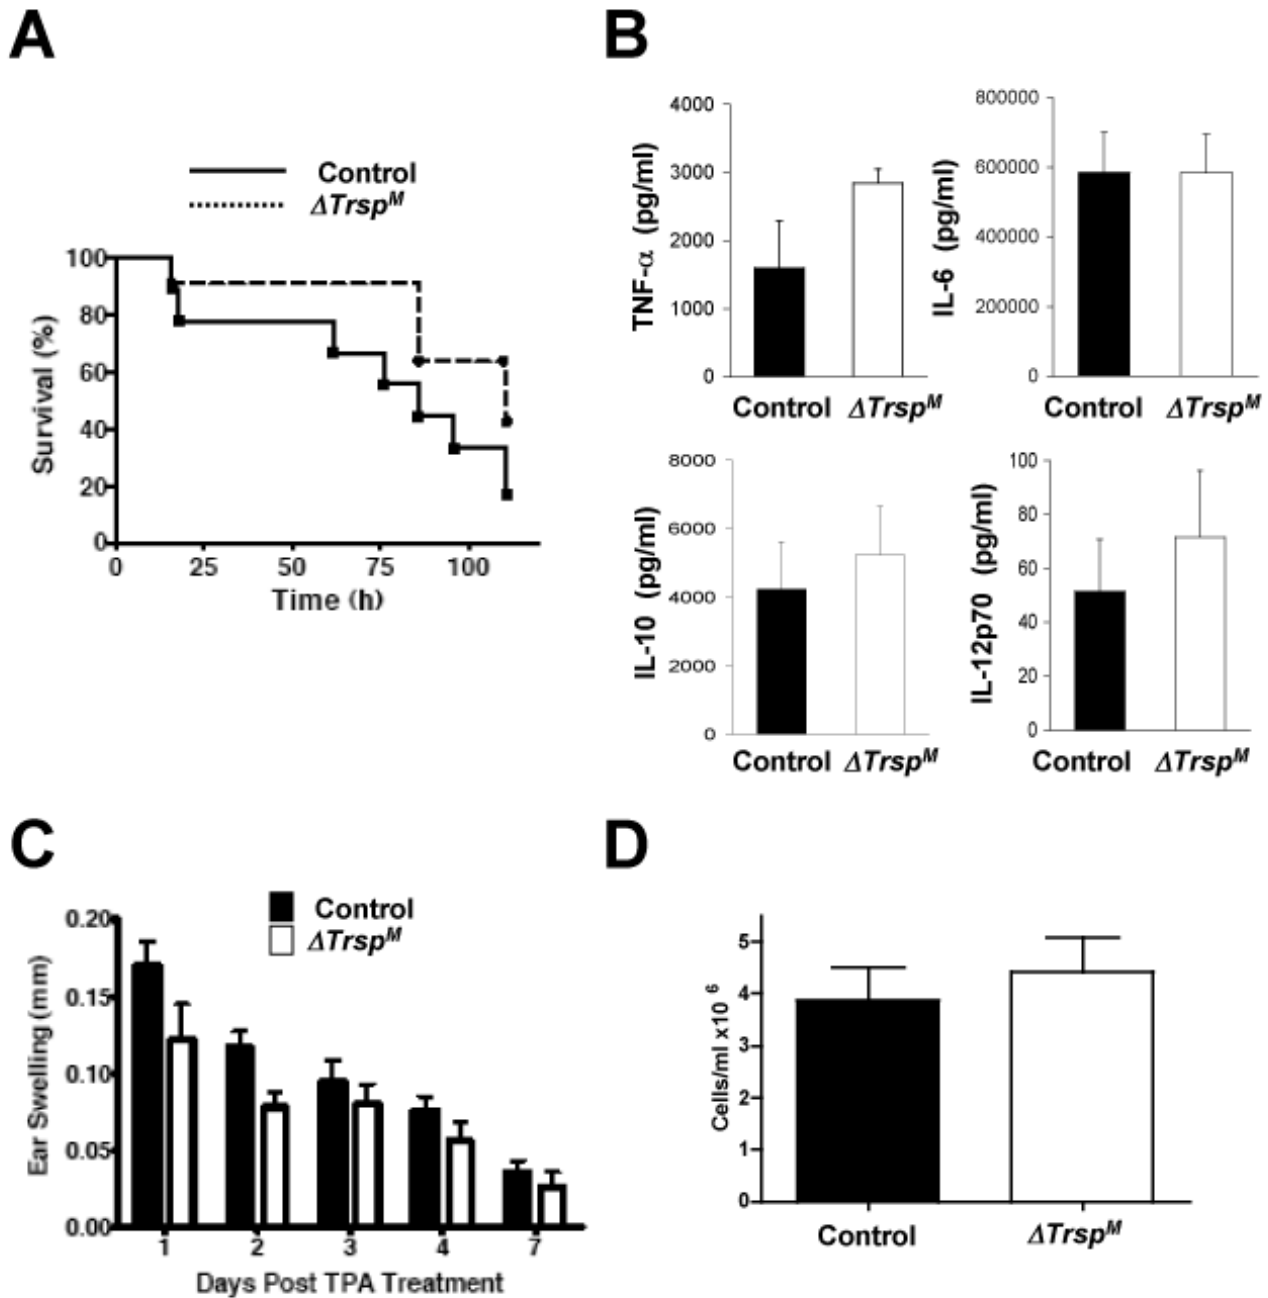 A
Control
ΔTrsp^M
100
80
60
40
20
0
Survival (%)
0 25 50 75 100
Time (h)
B
4000
3000
2000
1000
0
TNF-α (pg/ml)
Control ΔTrsp^M
800000
600000
400000
200000
0
IL-6 (pg/ml)
Control ΔTrsp^M
8000
6000
4000
2000
0
IL-10 (pg/ml)
Control ΔTrsp^M
100
80
60
40
20
0
IL-12p70 (pg/ml)
Control ΔTrsp^M
C
Control
ΔTrsp^M
0.20
0.15
0.10
0.05
0.00
Ear Swelling (mm)
1 2 3 4 7
Days Post TPA Treatment
D
5
4
3
2
1
0
Cells/ml x10^6
Control ΔTrsp^M